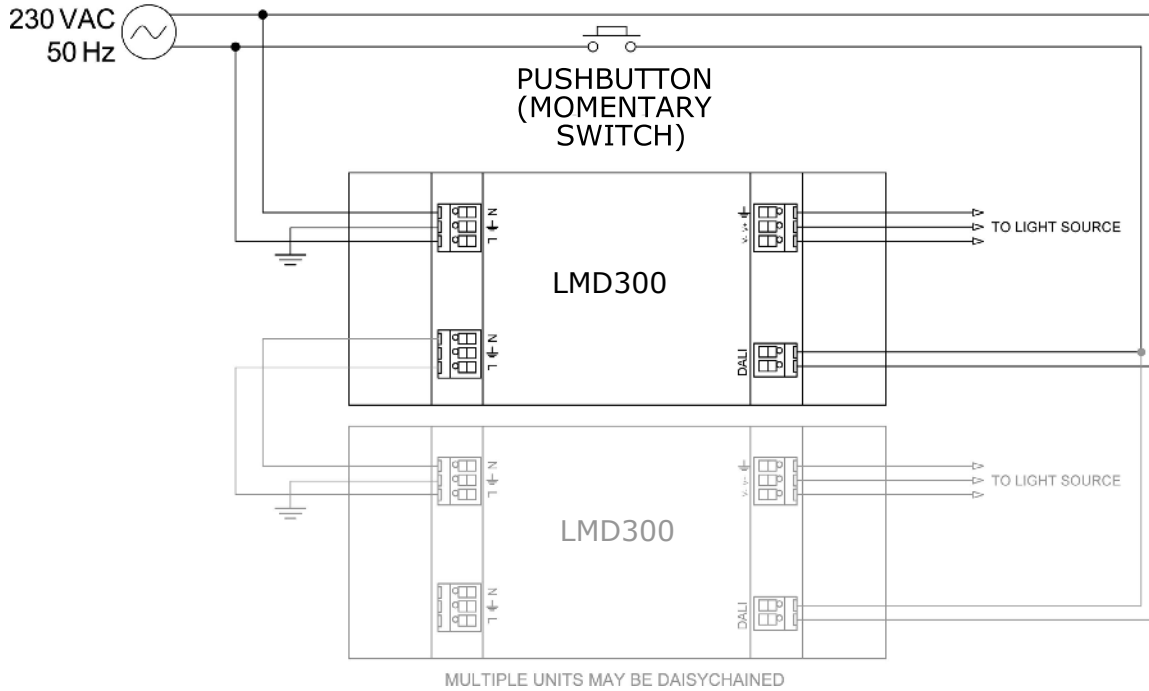 230 VAC
50 Hz
PUSHBUTTON
(MOMENTARY
SWITCH)
N
L
V+
V-
TO LIGHT SOURCE
LMD300
N
L
DALI
N
L
V+
V-
TO LIGHT SOURCE
LMD300
N
L
DALI
MULTIPLE UNITS MAY BE DAISYCHAINED